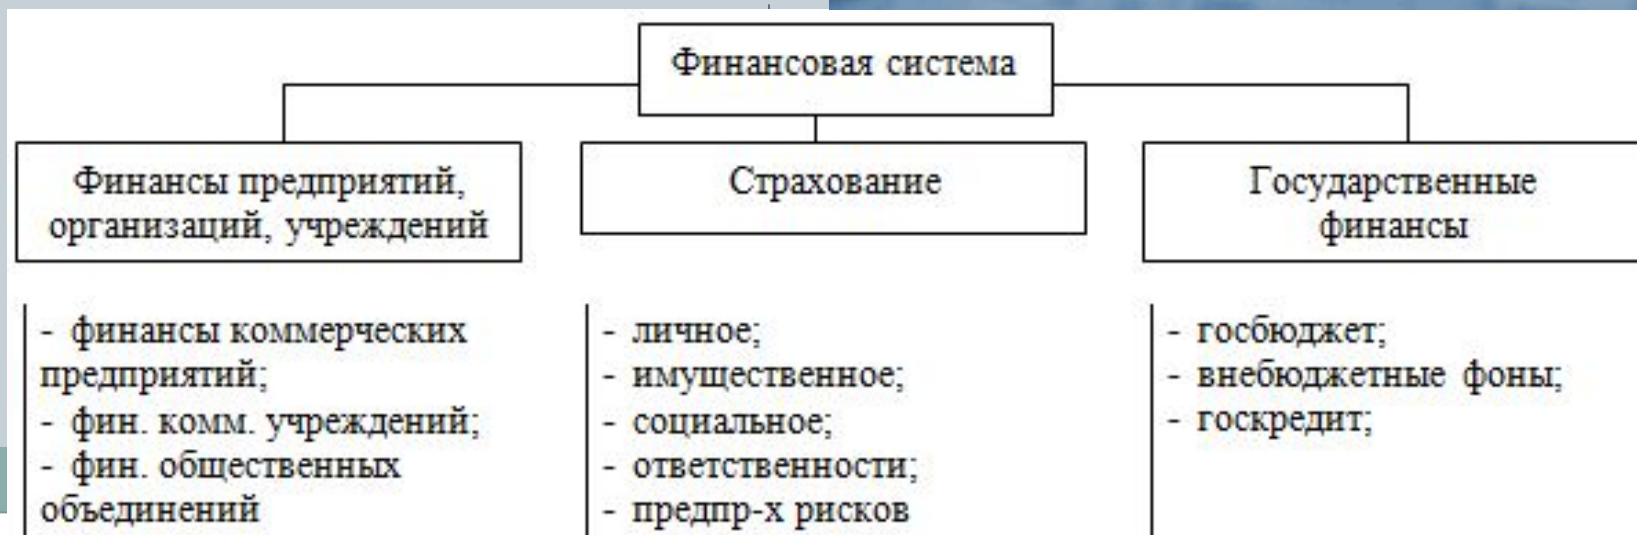 Финансовая система
Финансы предприятий,
организаций, учреждений
Страхование
Государственные
финансы
- финансы коммерческих
предприятий;
- фин. комм. учреждений;
- фин. общественных
объединений
- личное;
- имущественное;
- социальное;
- ответственности;
- предпр-х рисков
- госбюджет;
- внебюджетные фоны;
- госкредит;